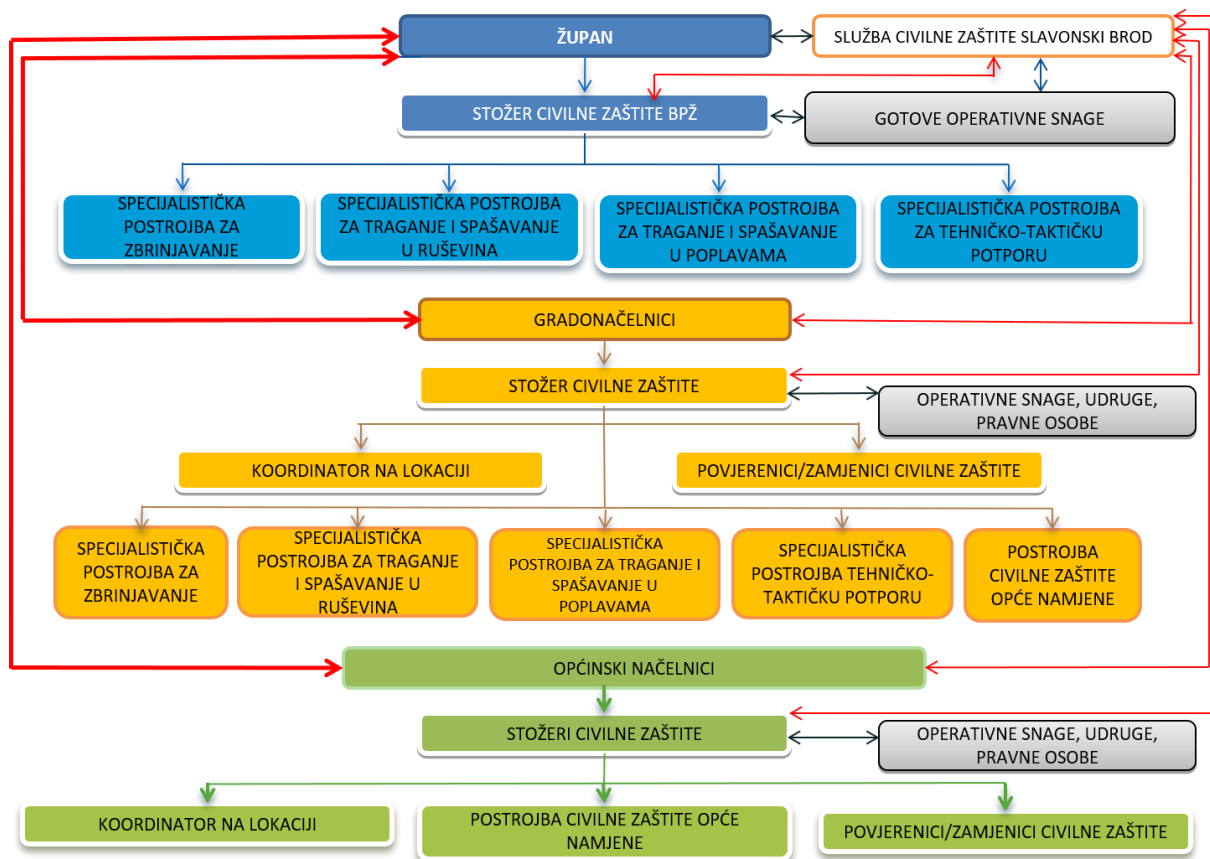 ŽUPAN
SLUŽBA CIVILNE ZAŠTITE SLAVONSKI BROD
STOŽER CIVILNE ZAŠTITE BPŽ
GOTOVE OPERATIVNE SNAGE
SPECIJALISTIČKA
POSTROJBA ZA
ZBRINJAVANJE
SPECIJALISTIČKA POSTROJBA
ZA TRAGANJE I SPAŠAVANJE
U RUŠEVINA
SPECIJALISTIČKA POSTROJBA
ZA TRAGANJE I SPAŠAVANJE
U POPLAVAMA
SPECIJALISTIČKA POSTROJBA
ZA TEHNIČKO-TAKTIČKU
POTPORU
GRADONAČELNICI
STOŽER CIVILNE ZAŠTITE
OPERATIVNE SNAGE, UDRUGE,
PRAVNE OSOBE
KOORDINATOR NA LOKACIJI
POVJERENICI/ZAMJENICI CIVILNE ZAŠTITE
SPECIJALISTIČKA
POSTROJBA ZA
ZBRINJAVANJE
SPECIJALISTIČKA
POSTROJBA ZA TRAGANJE
I SPAŠAVANJE U
RUŠEVINA
SPECIJALISTIČKA
POSTROJBA ZA TRAGANJE I
SPAŠAVANJE U
POPLAVAMA
SPECIJALISTIČKA
POSTROJBA TEHNIČKO-
TAKTIČKU POTPORU
POSTROJBA
CIVILNE ZAŠTITE
OPĆE NAMJENE
OPĆINSKI NAČELNICI
STOŽERI CIVILNE ZAŠTITE
OPERATIVNE SNAGE, UDRUGE,
PRAVNE OSOBE
KOORDINATOR NA LOKACIJI
POSTROJBA CIVILNE ZAŠTITE OPĆE
NAMJENE
POVJERENICI/ZAMJENICI CIVILNE ZAŠTITE